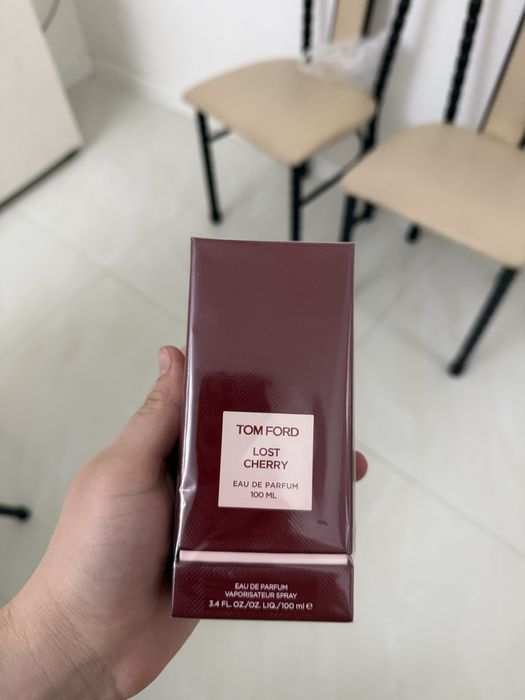 TOM FORD
LOST
CHERRY
EAU DE PARFUM
100 ML
EAU DE PARFUM
VAPORISATEUR SPRAY
3.4 FL. OZ./OZ. LIQ./100 ml ℮